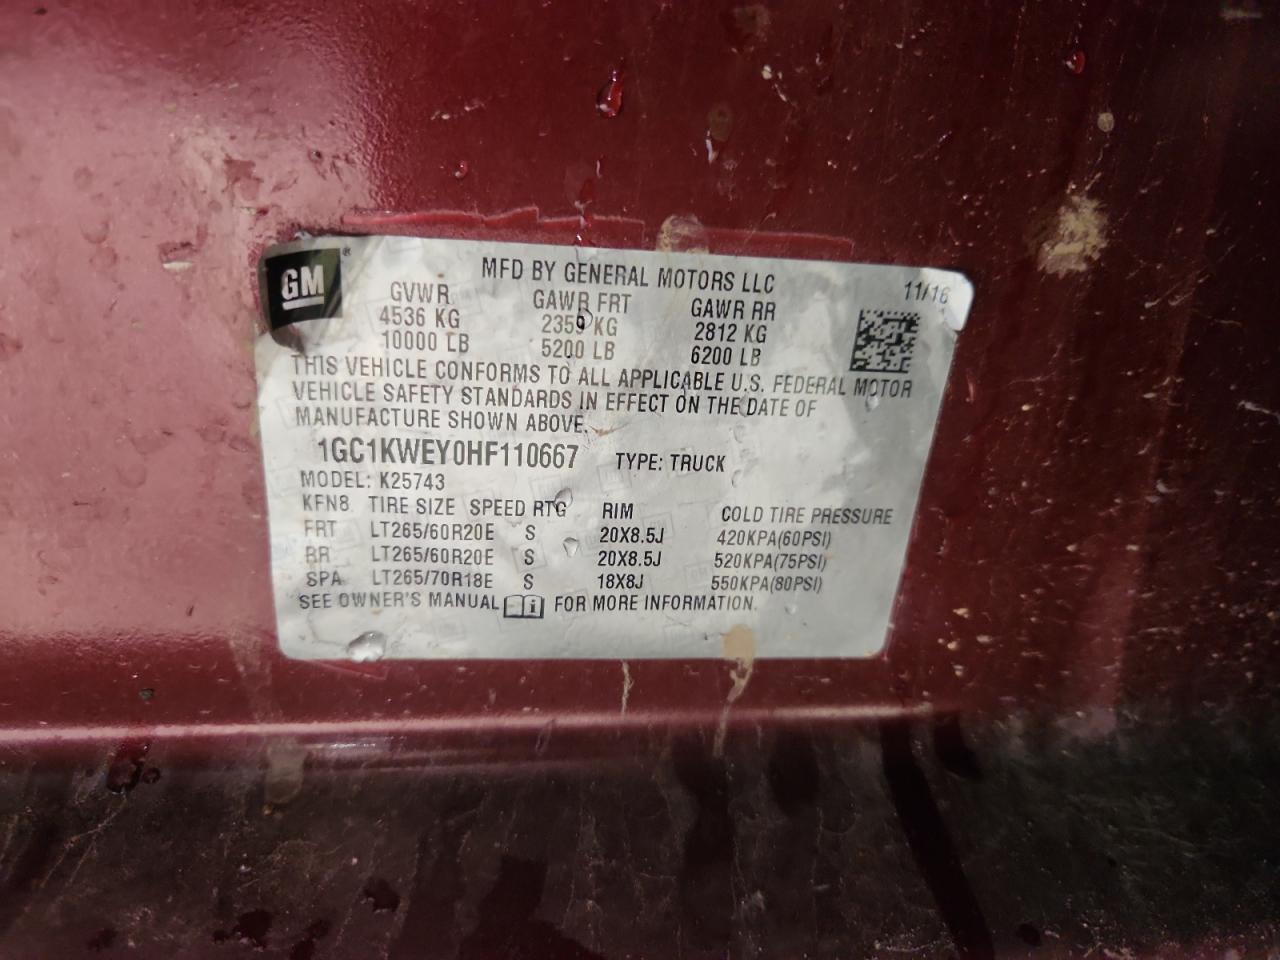 GM®
MFD BY GENERAL MOTORS LLC
11/16
GVWR GAWR FRT GAWR RR
4536 KG 2359 KG 2812 KG
10000 LB 5200 LB 6200 LB
THIS VEHICLE CONFORMS TO ALL APPLICABLE U.S. FEDERAL MOTOR
VEHICLE SAFETY STANDARDS IN EFFECT ON THE DATE OF
MANUFACTURE SHOWN ABOVE.
1GC1KWEY0HF110667 TYPE: TRUCK
MODEL: K25743
KFN8 TIRE SIZE SPEED RTG RIM COLD TIRE PRESSURE
FRT LT265/60R20E S 20X8.5J 420KPA(60PSI)
RR LT265/60R20E S 20X8.5J 520KPA(75PSI)
SPA LT265/70R18E S 18X8J 550KPA(80PSI)
SEE OWNER'S MANUAL i FOR MORE INFORMATION.